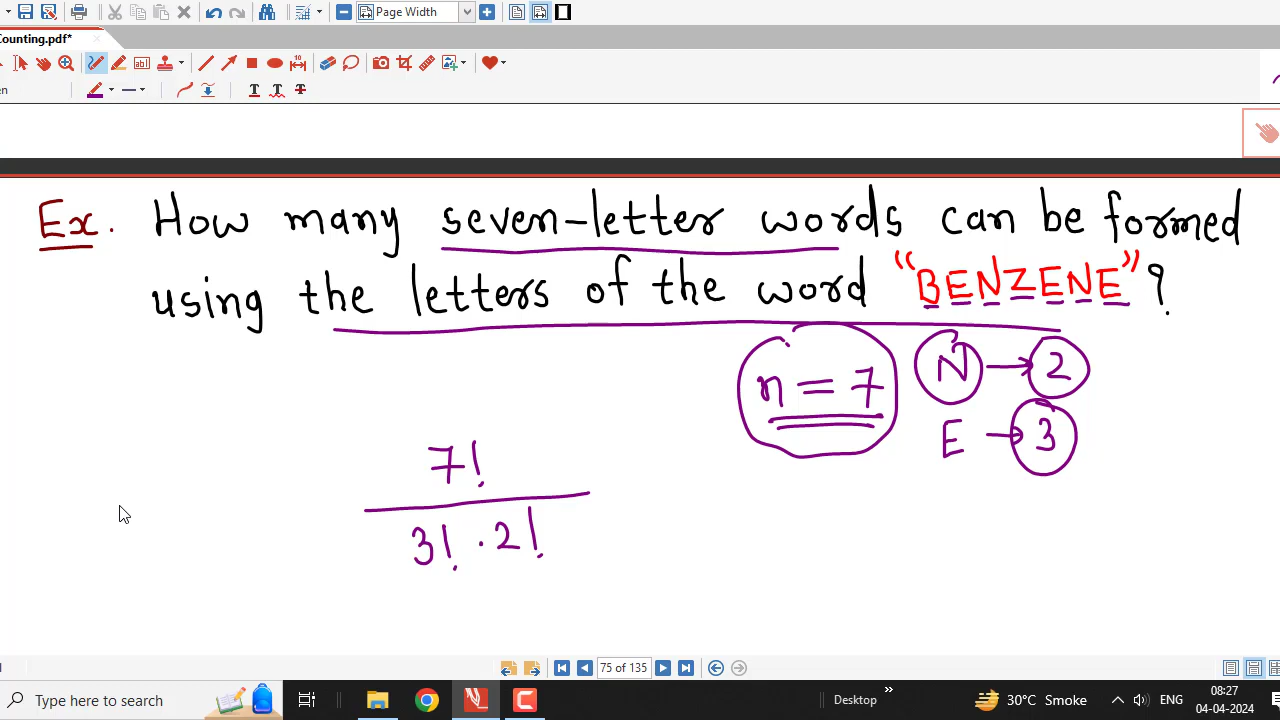 Page Width
Counting.pdf*
10
en
Ex. How many seven-letter words can be formed
using the letters of the word "BENZENE"?
n = 7 N → 2
E → 3
7!
3! · 2!
75 of 135
Type here to search
Desktop
»
30°C Smoke
ENG
08:27
04-04-2024